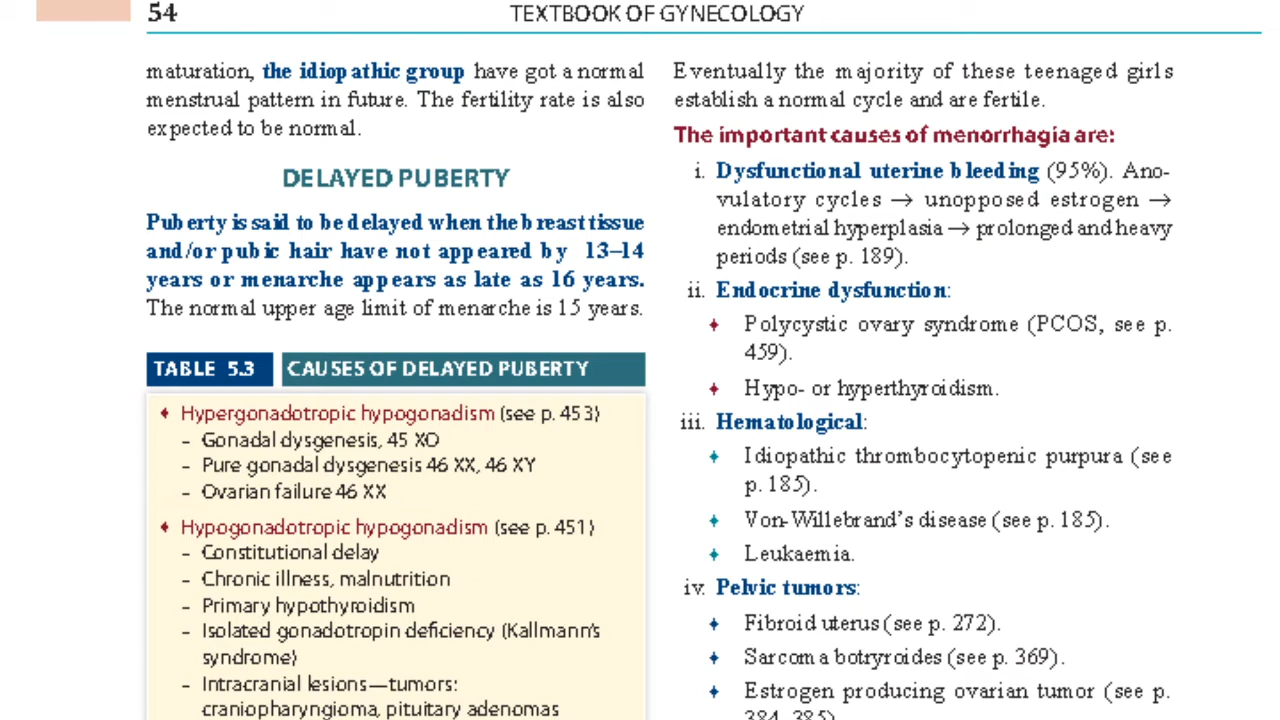 54
TEXTBOOK OF GYNECOLOGY
maturation, the idiopathic group have got a normal
menstrual pattern in future. The fertility rate is also
expected to be normal.
DELAYED PUBERTY
Puberty is said to be delayed when the breast tissue
and/or pubic hair have not appeared by 13–14
years or menarche appears as late as 16 years.
The normal upper age limit of menarche is 15 years.
TABLE 5.3 CAUSES OF DELAYED PUBERTY
♦ Hypergonadotropic hypogonadism (see p. 453)
– Gonadal dysgenesis, 45 XO
– Pure gonadal dysgenesis 46 XX, 46 XY
– Ovarian failure 46 XX
♦ Hypogonadotropic hypogonadism (see p. 451)
– Constitutional delay
– Chronic illness, malnutrition
– Primary hypothyroidism
– Isolated gonadotropin deficiency (Kallmann's
syndrome)
– Intracranial lesions—tumors:
craniopharyngioma, pituitary adenomas
Eventually the majority of these teenaged girls
establish a normal cycle and are fertile.
The important causes of menorrhagia are:
i. Dysfunctional uterine bleeding (95%). Ano-
vulatory cycles → unopposed estrogen →
endometrial hyperplasia → prolonged and heavy
periods (see p. 189).
ii. Endocrine dysfunction:
♦ Polycystic ovary syndrome (PCOS, see p.
459).
♦ Hypo- or hyperthyroidism.
iii. Hematological:
♦ Idiopathic thrombocytopenic purpura (see
p. 185).
♦ Von-Willebrand's disease (see p. 185).
♦ Leukaemia.
iv. Pelvic tumors:
♦ Fibroid uterus (see p. 272).
♦ Sarcoma botryroides (see p. 369).
♦ Estrogen producing ovarian tumor (see p.
384, 385).